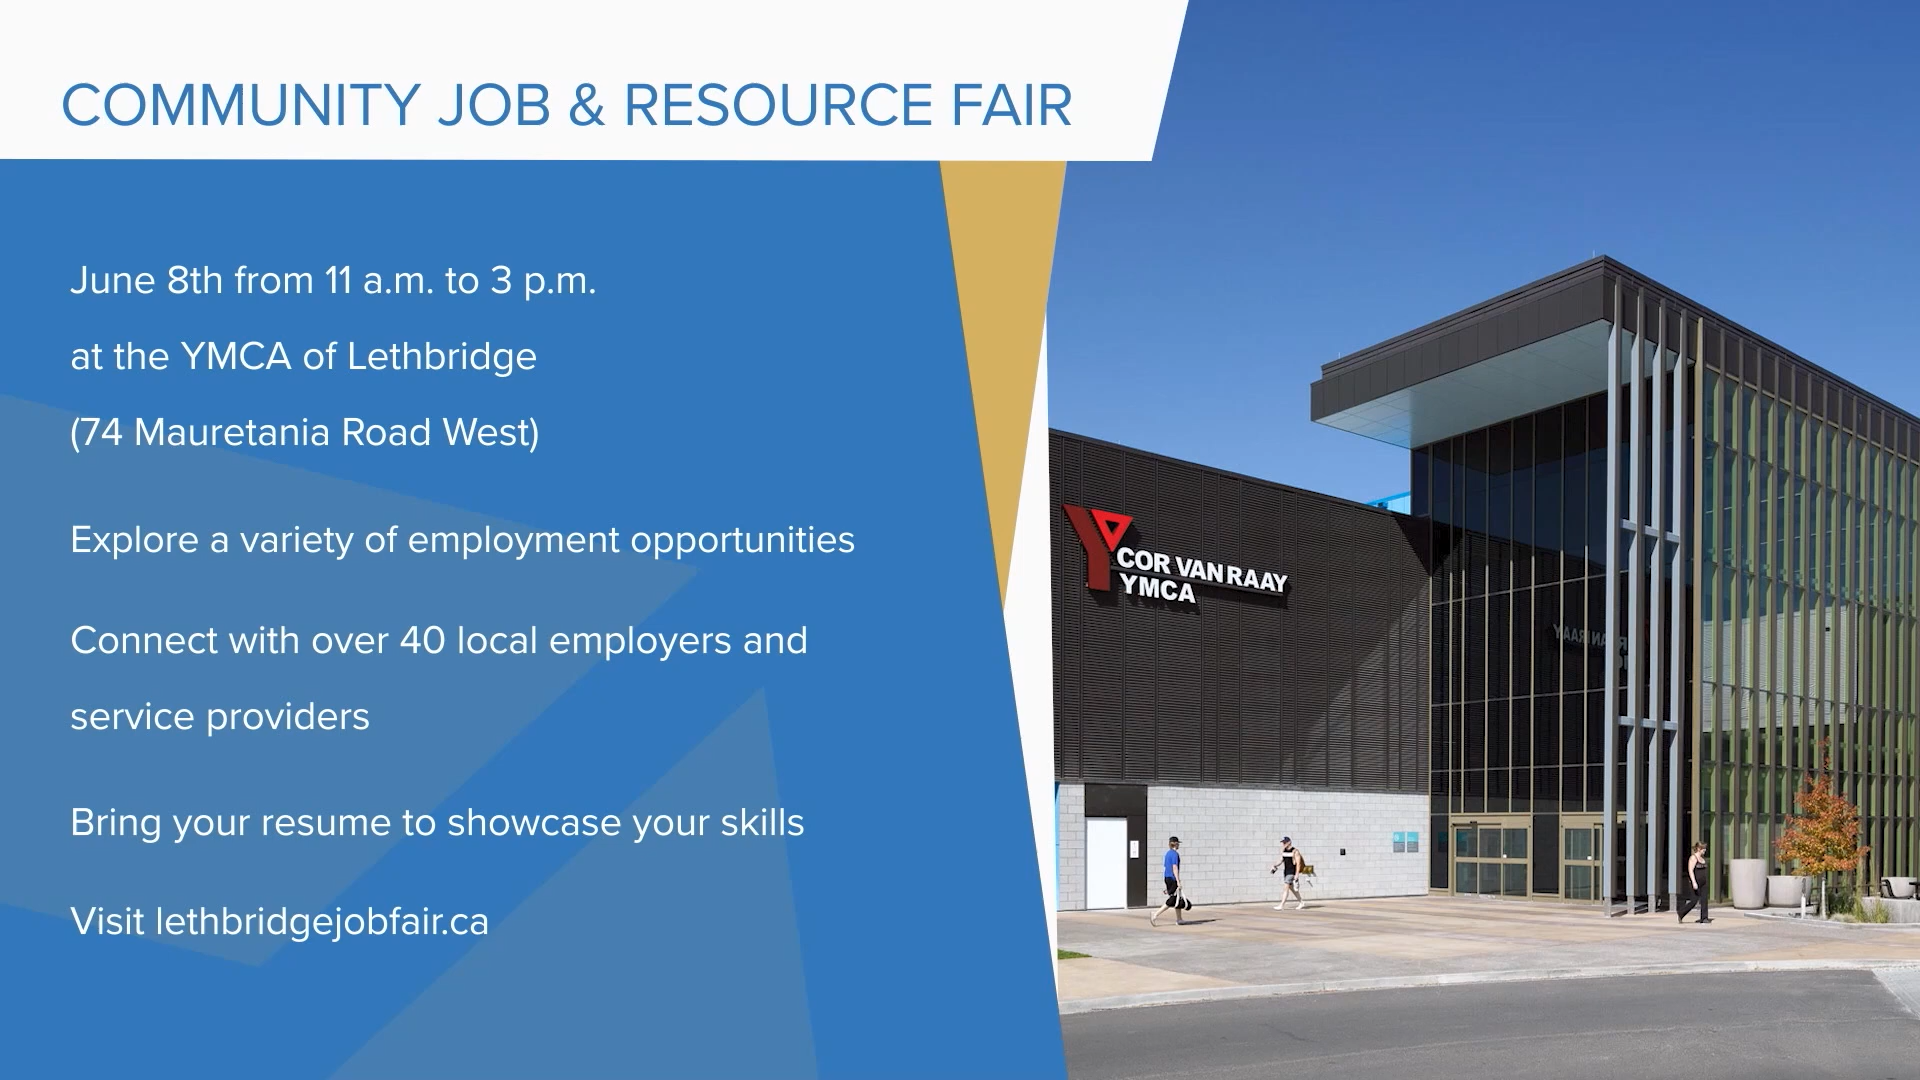 COMMUNITY JOB & RESOURCE FAIR
June 8th from 11 a.m. to 3 p.m.
at the YMCA of Lethbridge
(74 Mauretania Road West)
Explore a variety of employment opportunities
Connect with over 40 local employers and
service providers
Bring your resume to showcase your skills
Visit lethbridgejobfair.ca
COR VAN RAAY
YMCA